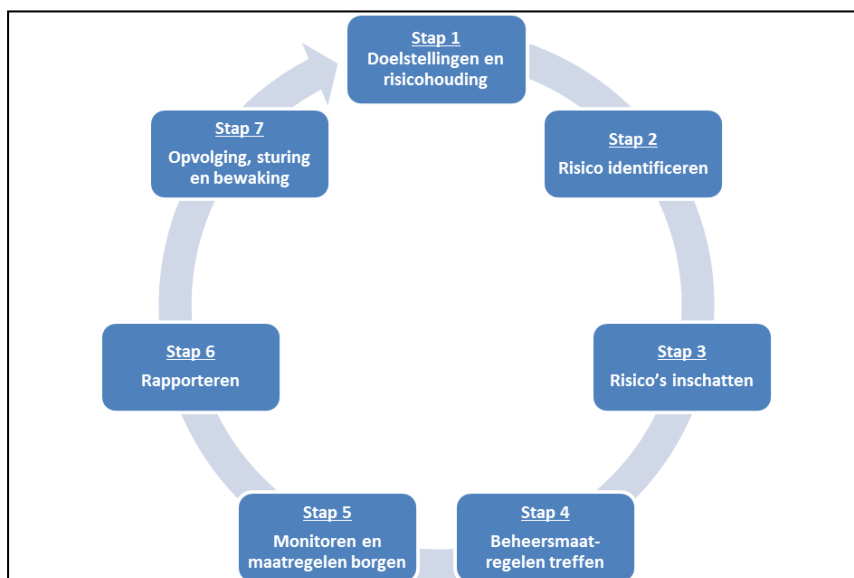 Stap 1
Doelstellingen en
risicohouding
Stap 2
Risico identificeren
Stap 3
Risico's inschatten
Stap 4
Beheersmaat-
regelen treffen
Stap 5
Monitoren en
maatregelen borgen
Stap 6
Rapporteren
Stap 7
Opvolging, sturing
en bewaking